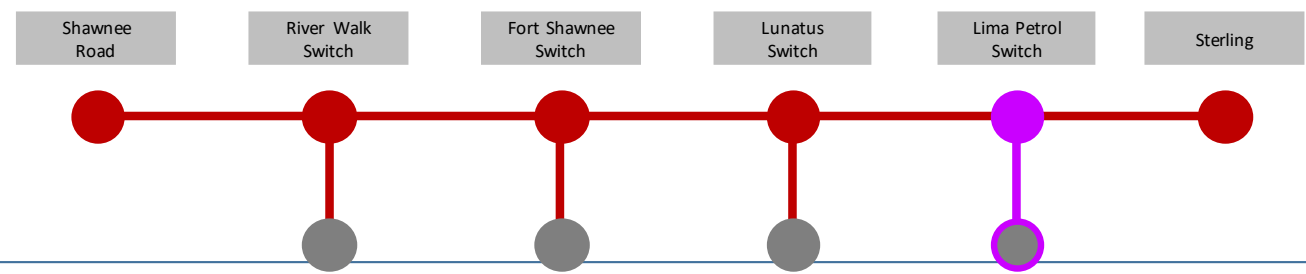 Shawnee
Road
River Walk
Switch
Fort Shawnee
Switch
Lunatus
Switch
Lima Petrol
Switch
Sterling